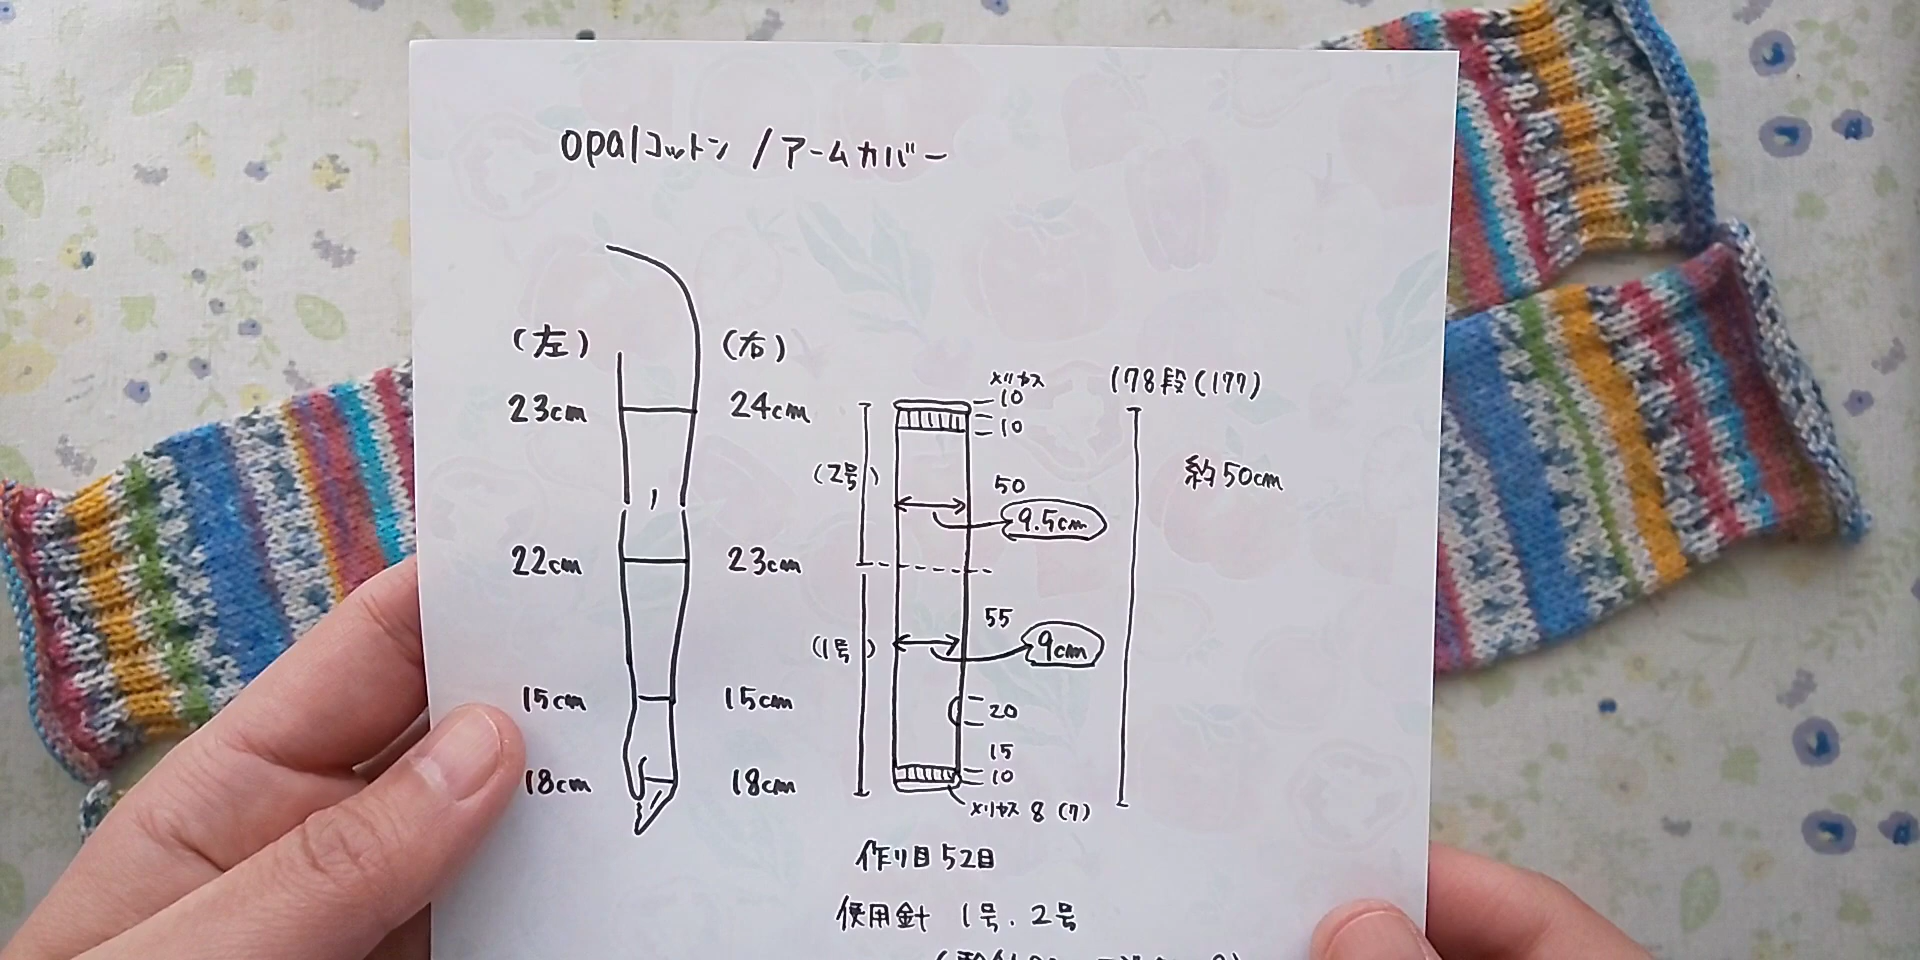 opalコットン /アームカバー
(左) (右)
23cm 24cm
22cm 23cm
15cm 15cm
18cm 18cm
メリヤス
10
10
178段(177)
(2号)
50
9.5cm
約50cm
(1号)
55
9cm
20
15
10
メリヤス 8 (7)
作り目52目
使用針 1号.2号